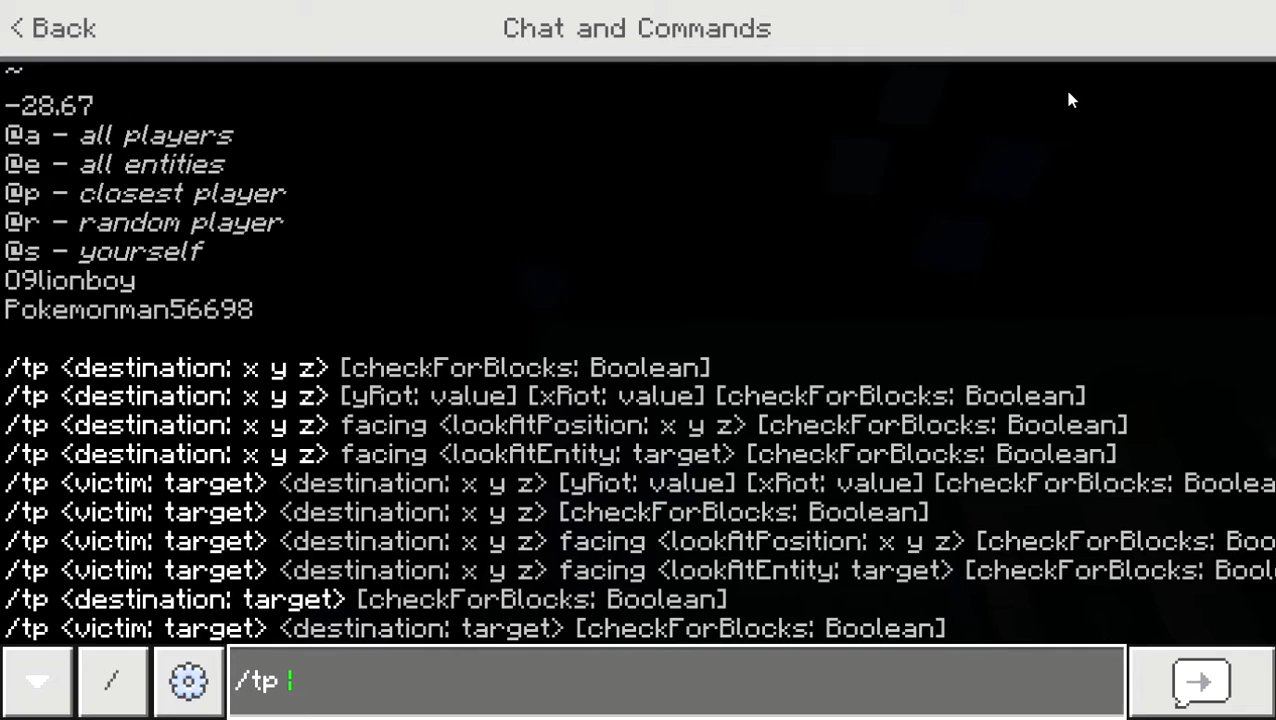 < Back
Chat and Commands
~
-28.67
@a - all players
@e - all entities
@p - closest player
@r - random player
@s - yourself
09lionboy
Pokemonman56698
/tp <destination: x y z> [checkForBlocks: Boolean]
/tp <destination: x y z> [yRot: value] [xRot: value] [checkForBlocks: Boolean]
/tp <destination: x y z> facing <lookAtPosition: x y z> [checkForBlocks: Boolean]
/tp <destination: x y z> facing <lookAtEntity: target> [checkForBlocks: Boolean]
/tp <victim: target> <destination: x y z> [yRot: value] [xRot: value] [checkForBlocks: Boolea
/tp <victim: target> <destination: x y z> [checkForBlocks: Boolean]
/tp <victim: target> <destination: x y z> facing <lookAtPosition: x y z> [checkForBlocks: Boo
/tp <victim: target> <destination: x y z> facing <lookAtEntity: target> [checkForBlocks: Bool
/tp <destination: target> [checkForBlocks: Boolean]
/tp <victim: target> <destination: target> [checkForBlocks: Boolean]
/
/tp